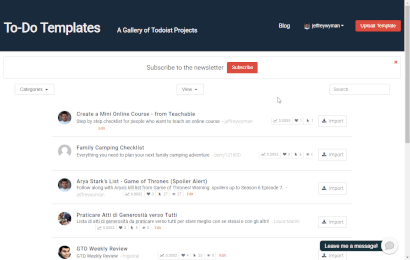 To-Do Templates
A Gallery of Todoist Projects
Blog
jeffreywyman
Upload Template
Subscribe to the newsletter
Subscribe
Categories
View
Search
Create a Mini Online Course - from Teachable
Step by step checklist for people who want to teach an online course - jeffreywyman
Import
Family Camping Checklist
Everything you need to plan your next family camping adventure
Import
Arya Stark's List - Game of Thrones (Spoiler Alert)
Follow along with Arya's kill list from Game of Thrones! Warning: spoilers up to Season 6 Episode 7
- jeffreywyman
Import
Praticare Atti di Generosità verso Tutti
Lista di atti di generosità da praticare verso tutti per stare meglio con se stessi e con gli altri
Import
GTD Weekly Review
GTD Weekly Review
Import
Leave me a message!